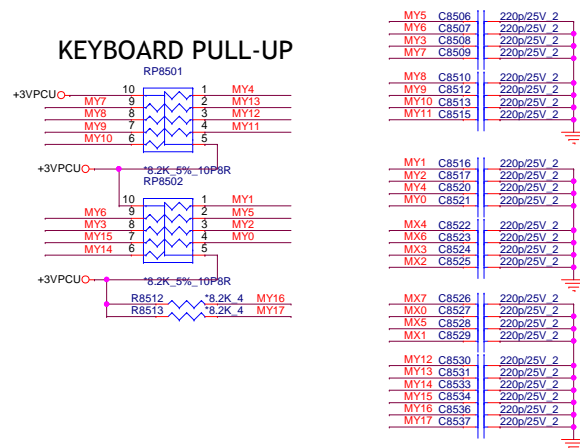 KEYBOARD PULL-UP
RP8501
+3VPCU 10 1 MY4
MY7 9 2 MY13
MY8 8 3 MY12
MY9 7 4 MY11
MY10 6 5
+3VPCU *8.2K_5%_10P8R
RP8502
10 1 MY1
MY6 9 2 MY5
MY3 8 3 MY2
MY15 7 4 MY0
MY14 6 5
+3VPCU *8.2K_5%_10P8R
R8512 *8.2K_4 MY16
R8513 *8.2K_4 MY17
MY5 C8506 220p/25V_2
MY6 C8507 220p/25V_2
MY3 C8508 220p/25V_2
MY7 C8509 220p/25V_2
MY8 C8510 220p/25V_2
MY9 C8512 220p/25V_2
MY10 C8513 220p/25V_2
MY11 C8515 220p/25V_2
MY1 C8516 220p/25V_2
MY2 C8517 220p/25V_2
MY4 C8520 220p/25V_2
MY0 C8521 220p/25V_2
MX4 C8522 220p/25V_2
MX6 C8523 220p/25V_2
MX3 C8524 220p/25V_2
MX2 C8525 220p/25V_2
MX7 C8526 220p/25V_2
MX0 C8527 220p/25V_2
MX5 C8528 220p/25V_2
MX1 C8529 220p/25V_2
MY12 C8530 220p/25V_2
MY13 C8531 220p/25V_2
MY14 C8533 220p/25V_2
MY15 C8534 220p/25V_2
MY16 C8536 220p/25V_2
MY17 C8537 220p/25V_2